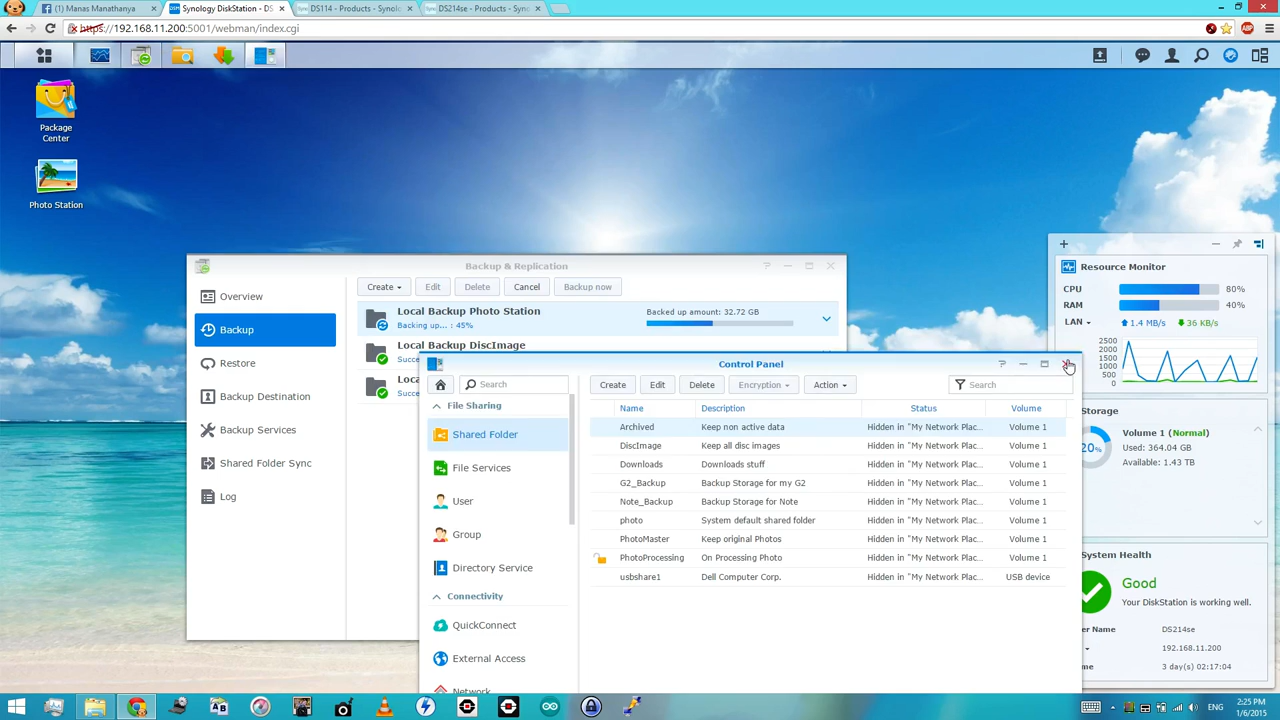 (1) Manas Manathanya
Synology DiskStation - DS
DS114 - Products - Synolo
DS214se - Products - Syno
https://192.168.11.200:5001/webman/index.cgi
ABP
Package
Center
Photo Station
Backup & Replication
Overview
Backup
Restore
Backup Destination
Backup Services
Shared Folder Sync
Log
Create
Edit
Delete
Cancel
Backup now
Local Backup Photo Station
Backing up... : 45%
Backed up amount: 32.72 GB
Local Backup DiscImage
Succe
Loc
Succe
Control Panel
Search
Create
Edit
Delete
Encryption
Action
Search
File Sharing
Shared Folder
File Services
User
Group
Directory Service
Connectivity
QuickConnect
External Access
Network
Name Description Status Volume
Archived Keep non active data Hidden in "My Network Plac... Volume 1
DiscImage Keep all disc images Hidden in "My Network Plac... Volume 1
Downloads Downloads stuff Hidden in "My Network Plac... Volume 1
G2_Backup Backup Storage for my G2 Hidden in "My Network Plac... Volume 1
Note_Backup Backup Storage for Note Hidden in "My Network Plac... Volume 1
photo System default shared folder Hidden in "My Network Plac... Volume 1
PhotoMaster Keep original Photos Hidden in "My Network Plac... Volume 1
PhotoProcessing On Processing Photo Hidden in "My Network Plac... Volume 1
usbshare1 Dell Computer Corp. Hidden in "My Network Plac... USB device
Resource Monitor
CPU 80%
RAM 40%
LAN 1.4 MB/s 36 KB/s
2500
2000
1500
1000
500
0
Storage
20%
Volume 1 (Normal)
Used: 364.04 GB
Available: 1.43 TB
System Health
Good
Your DiskStation is working well.
er Name DS214se
192.168.11.200
me 3 day(s) 02:17:04
ENG
2:25 PM
1/6/2015